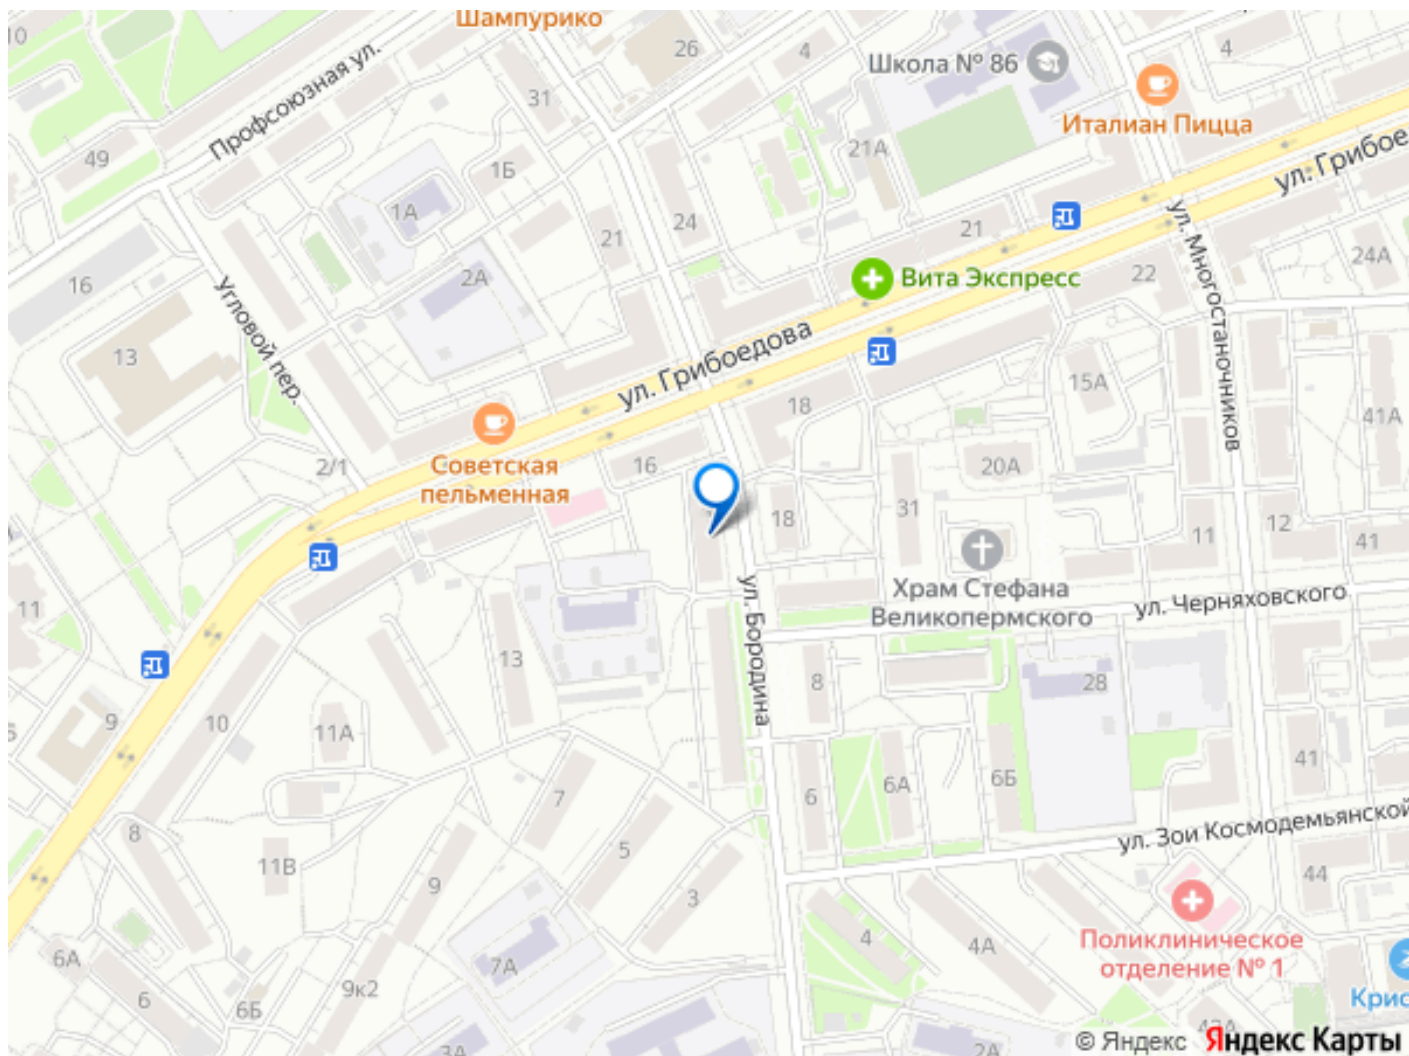 Шампурико
10
26
4
4
Школа № 86
Италиан Пицца
Профсоюзная ул.
31
49
1Б
21А
1А
24
21
21
ул. Грибое
ул. Многостаночников
24А
22
2А
16
Вита Экспресс
Угловой пер.
13
ул. Грибоедова
15А
18
41А
2/1
Советская
пельменная
16
20А
31
18
11
12
41
Храм Стефана
Великопермского
ул. Черняховского
ул. Бородина
11
13
8
28
9
10
11А
7
6
6А
6Б
41
8
5
ул. Зои Космодемьянской
11В
9
3
44
4
4А
Поликлиническое
отделение № 1
6А
7А
6
6Б
9к2
Крис
3А
2А
© Яндекс
Яндекс Карты